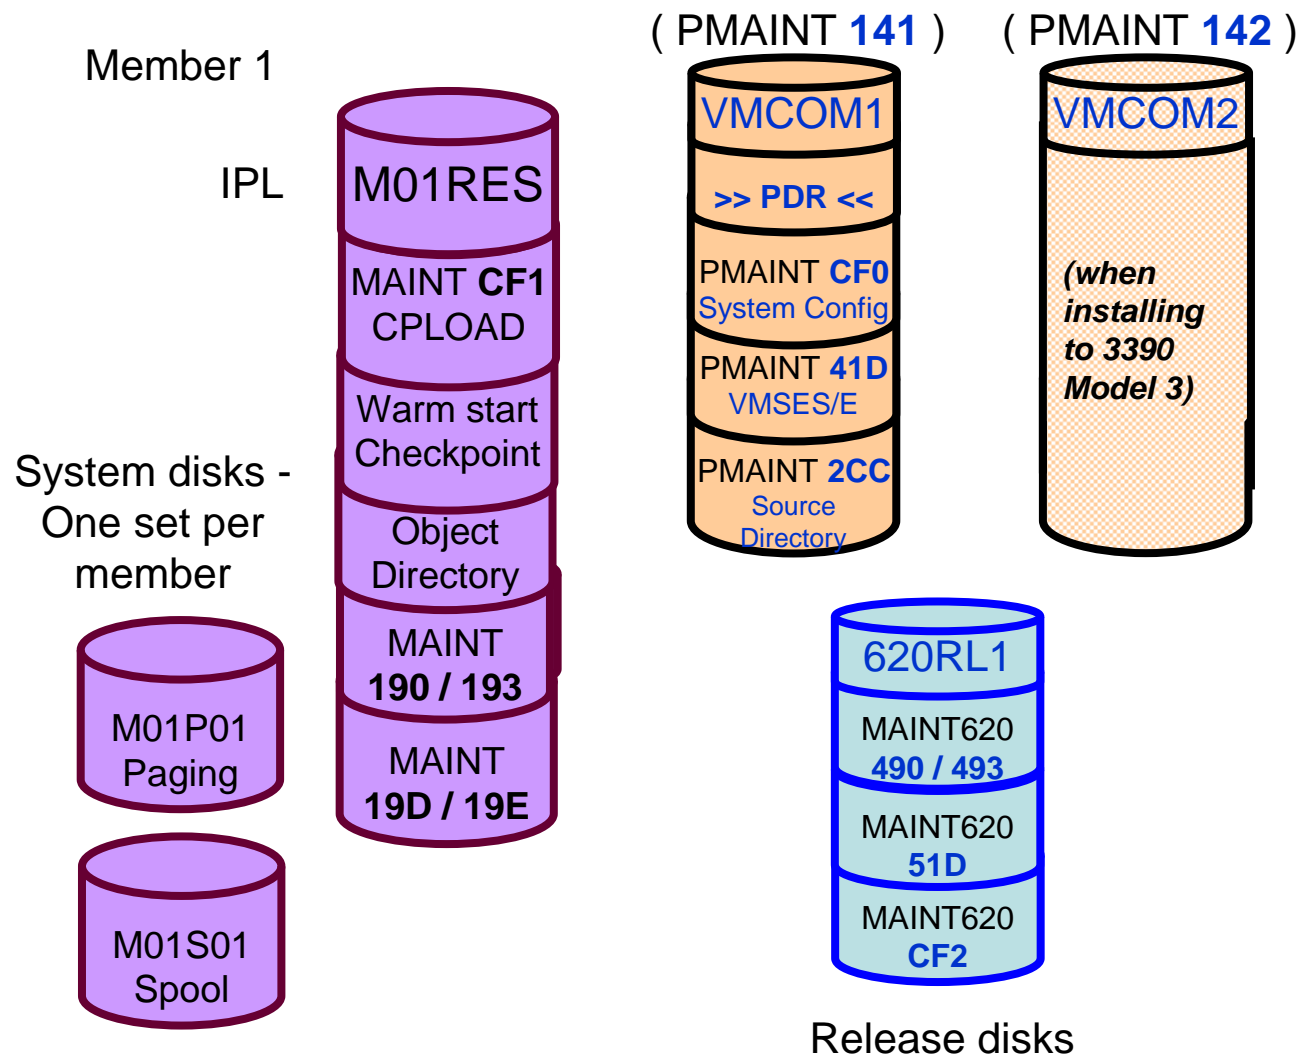 Member 1
IPL
M01RES
MAINT CF1
CPLOAD
Warm start
Checkpoint
Object
Directory
MAINT
190 / 193
MAINT
19D / 19E
System disks -
One set per
member
M01P01
Paging
M01S01
Spool
( PMAINT 141 )
VMCOM1
>> PDR <<
PMAINT CF0
System Config
PMAINT 41D
VMSES/E
PMAINT 2CC
Source
Directory
( PMAINT 142 )
VMCOM2
(when
installing
to 3390
Model 3)
620RL1
MAINT620
490 / 493
MAINT620
51D
MAINT620
CF2
Release disks